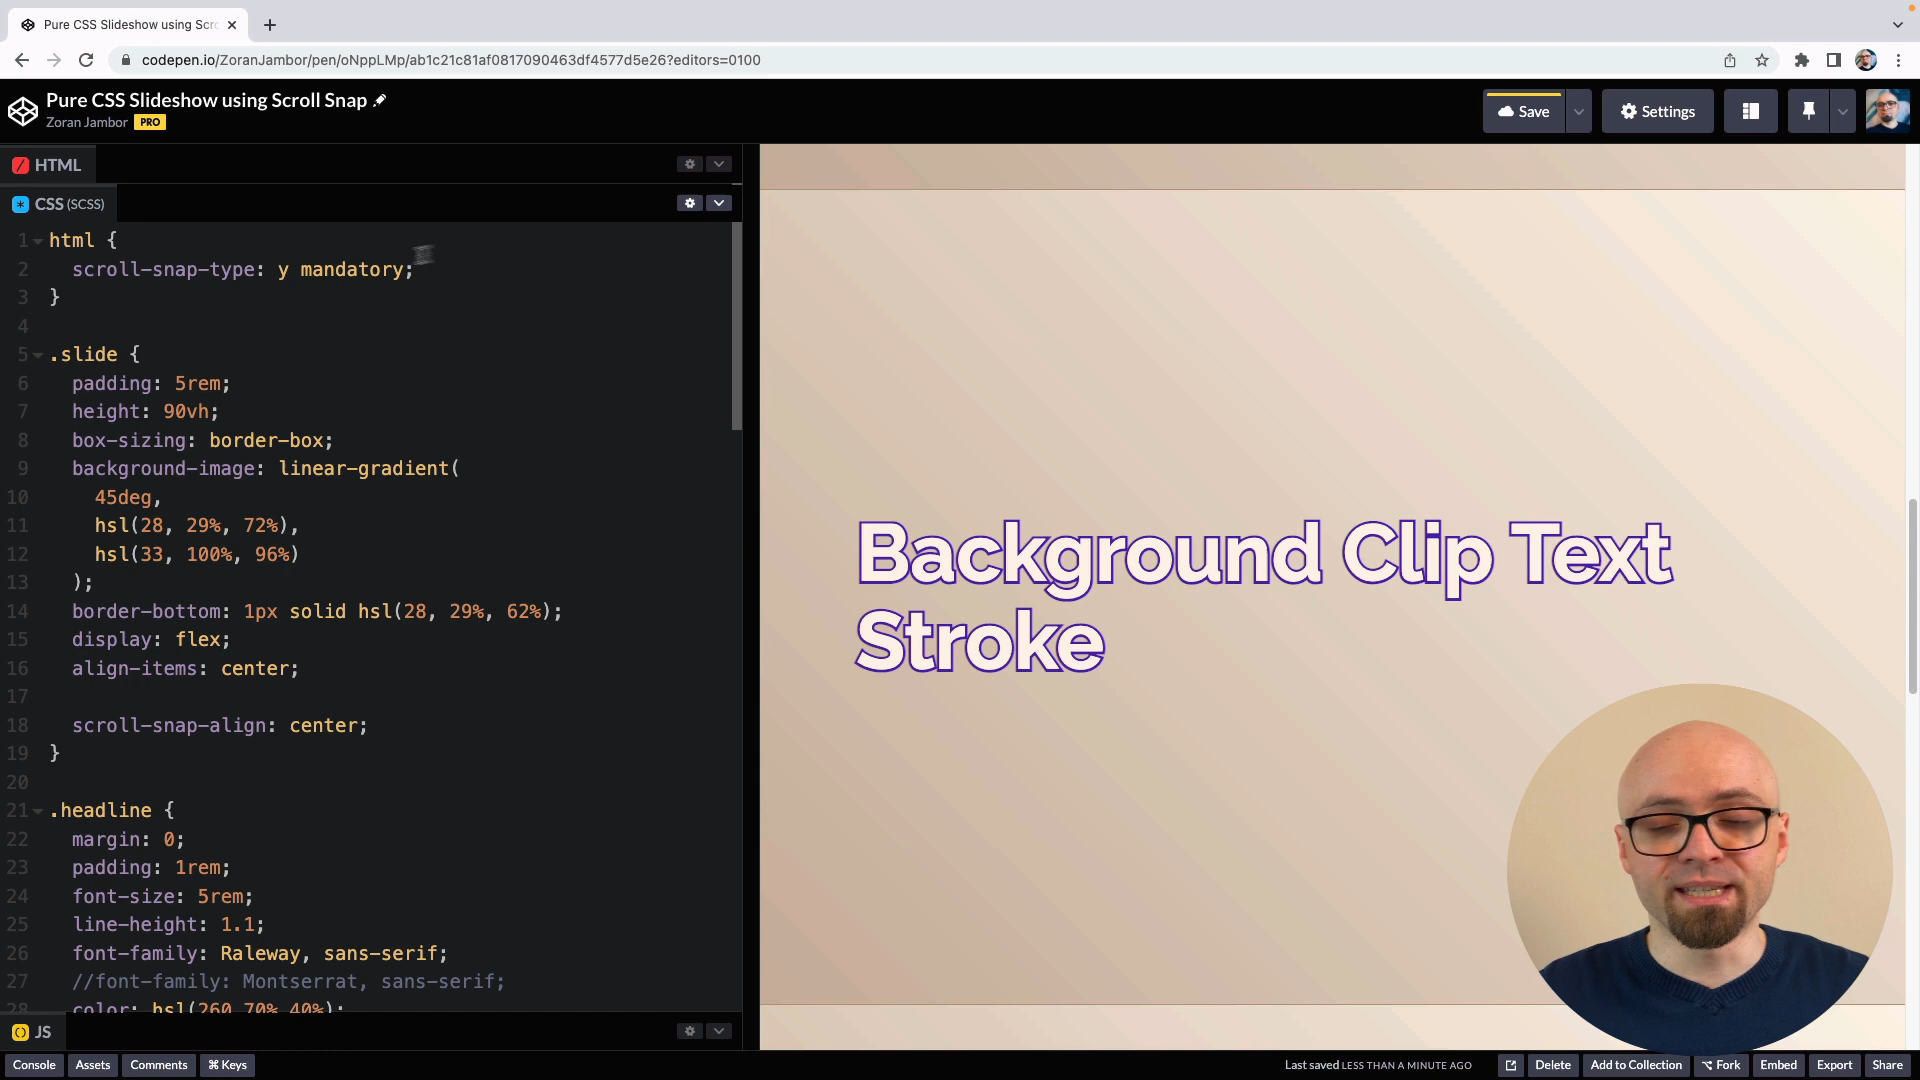 Pure CSS Slideshow using Scro
codepen.io/ZoranJambor/pen/oNppLMp/ab1c21c81af0817090463df4577d5e26?editors=0100
Pure CSS Slideshow using Scroll Snap
Zoran Jambor PRO
Save
Settings
HTML
CSS (SCSS)
1 html {
2 scroll-snap-type: y mandatory;
3 }
4
5 .slide {
6 padding: 5rem;
7 height: 90vh;
8 box-sizing: border-box;
9 background-image: linear-gradient(
10 45deg,
11 hsl(28, 29%, 72%),
12 hsl(33, 100%, 96%)
13 );
14 border-bottom: 1px solid hsl(28, 29%, 62%);
15 display: flex;
16 align-items: center;
17
18 scroll-snap-align: center;
19 }
20
21 .headline {
22 margin: 0;
23 padding: 1rem;
24 font-size: 5rem;
25 line-height: 1.1;
26 font-family: Raleway, sans-serif;
27 //font-family: Montserrat, sans-serif;
28 color: hsl(260 70% 40%);
Background Clip Text
Stroke
JS
Console Assets Comments ⌘ Keys
Last saved LESS THAN A MINUTE AGO
Delete Add to Collection ⌥ Fork Embed Export Share